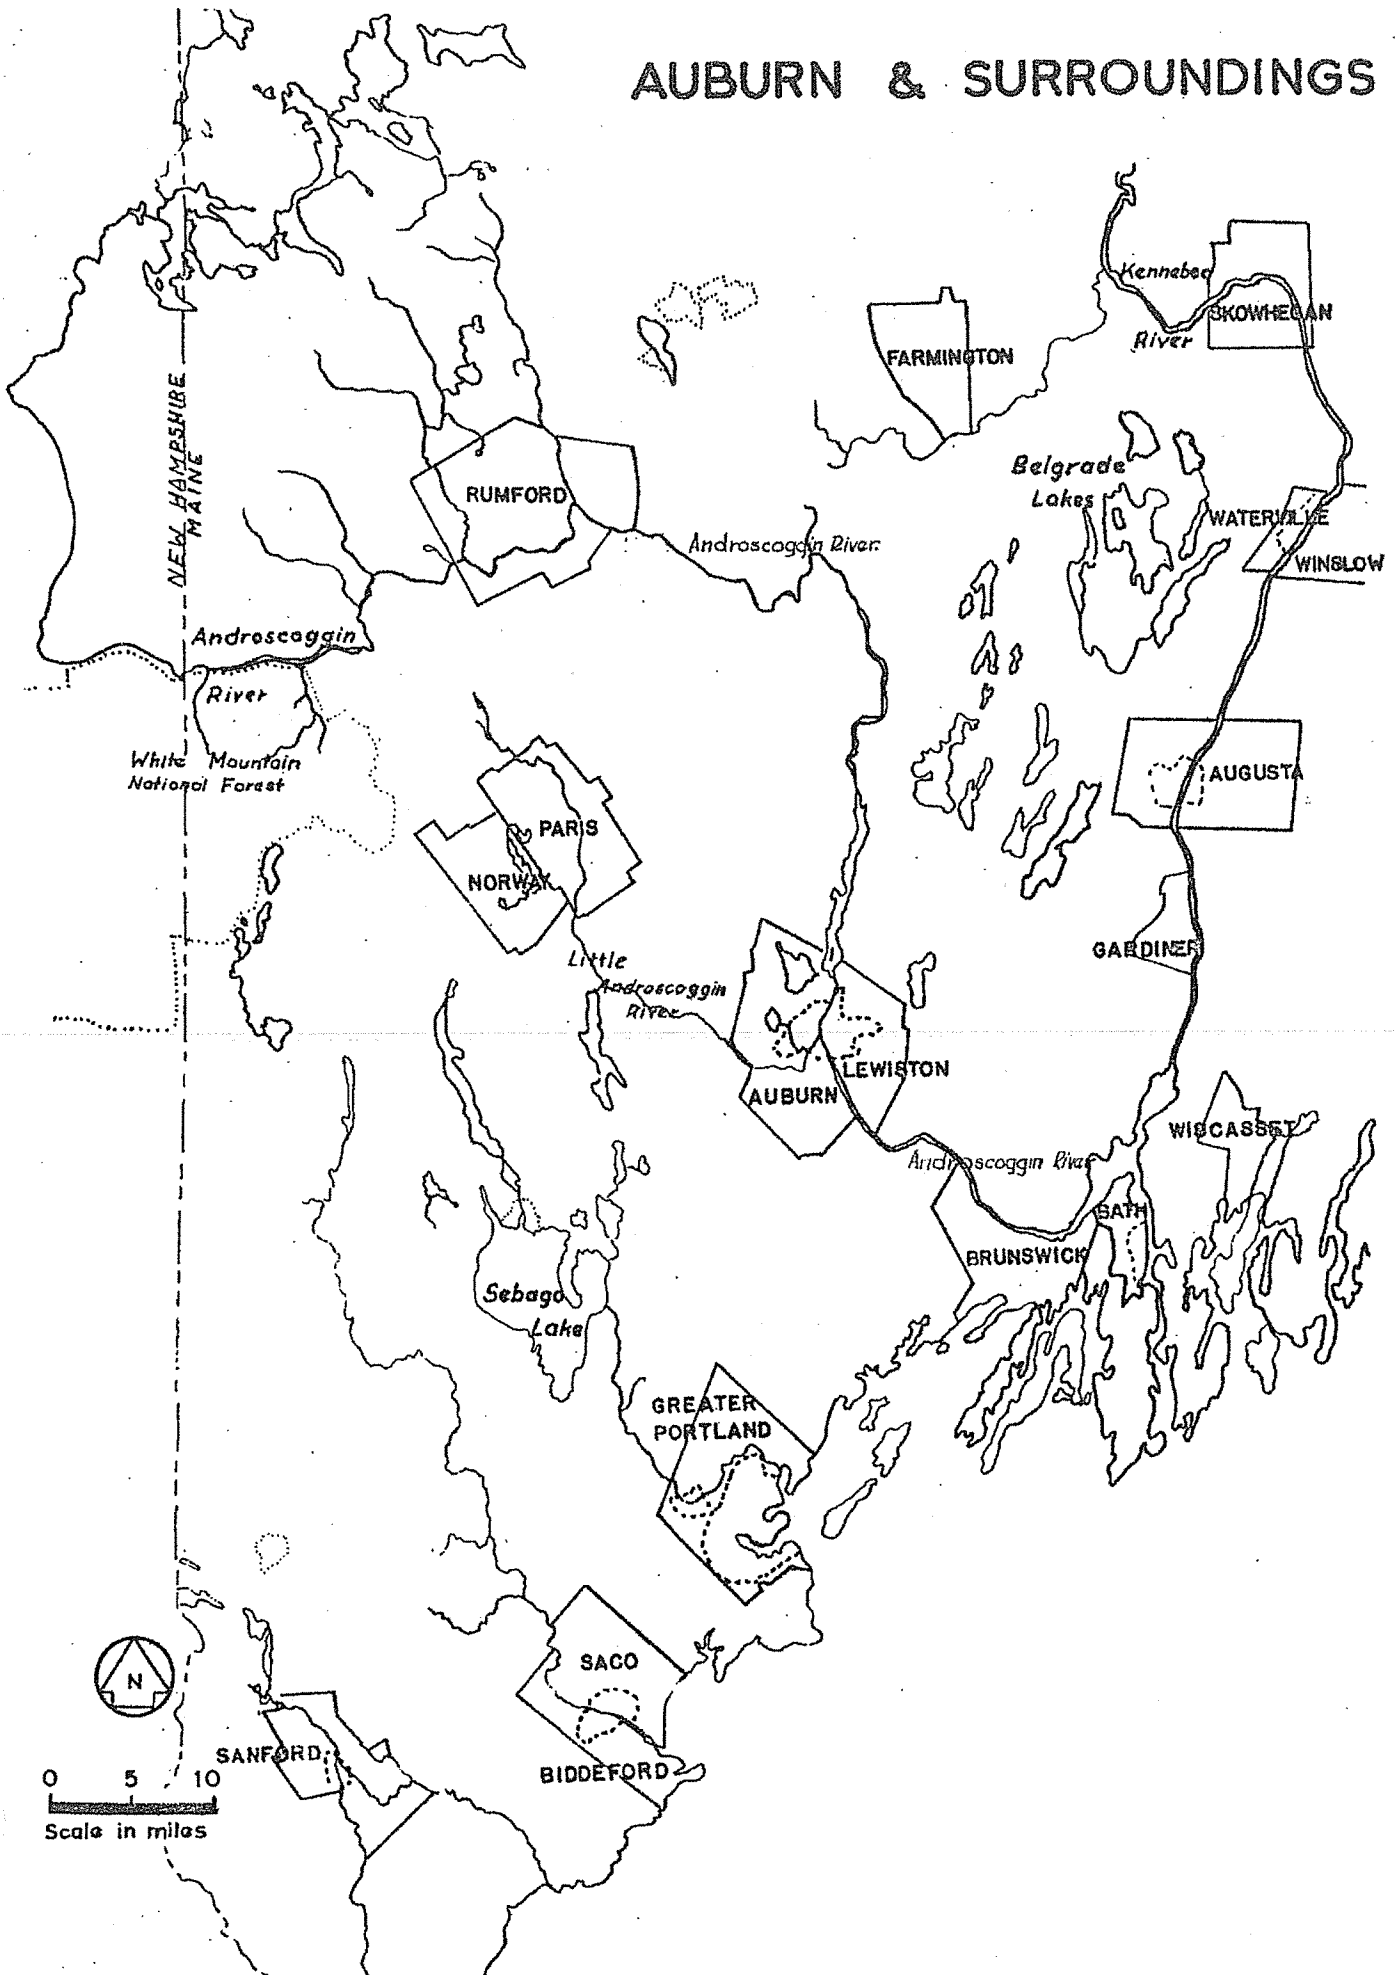 AUBURN & SURROUNDINGS
Kennebec
SKOWHEGAN
River
FARMINGTON
NEW HAMPSHIRE
MAINE
Belgrade
Lakes
RUMFORD
WATERVILLE
Androscoggin River
WINSLOW
Androscoggin
River
White Mountain
National Forest
AUGUSTA
PARIS
NORWAY
GARDINER
Little
Androscoggin
River
LEWISTON
AUBURN
WISCASSET
Androscoggin River
BATH
BRUNSWICK
Sebago
Lake
GREATER
PORTLAND
SACO
N
SANFORD
BIDDEFORD
0 5 10
Scale in miles